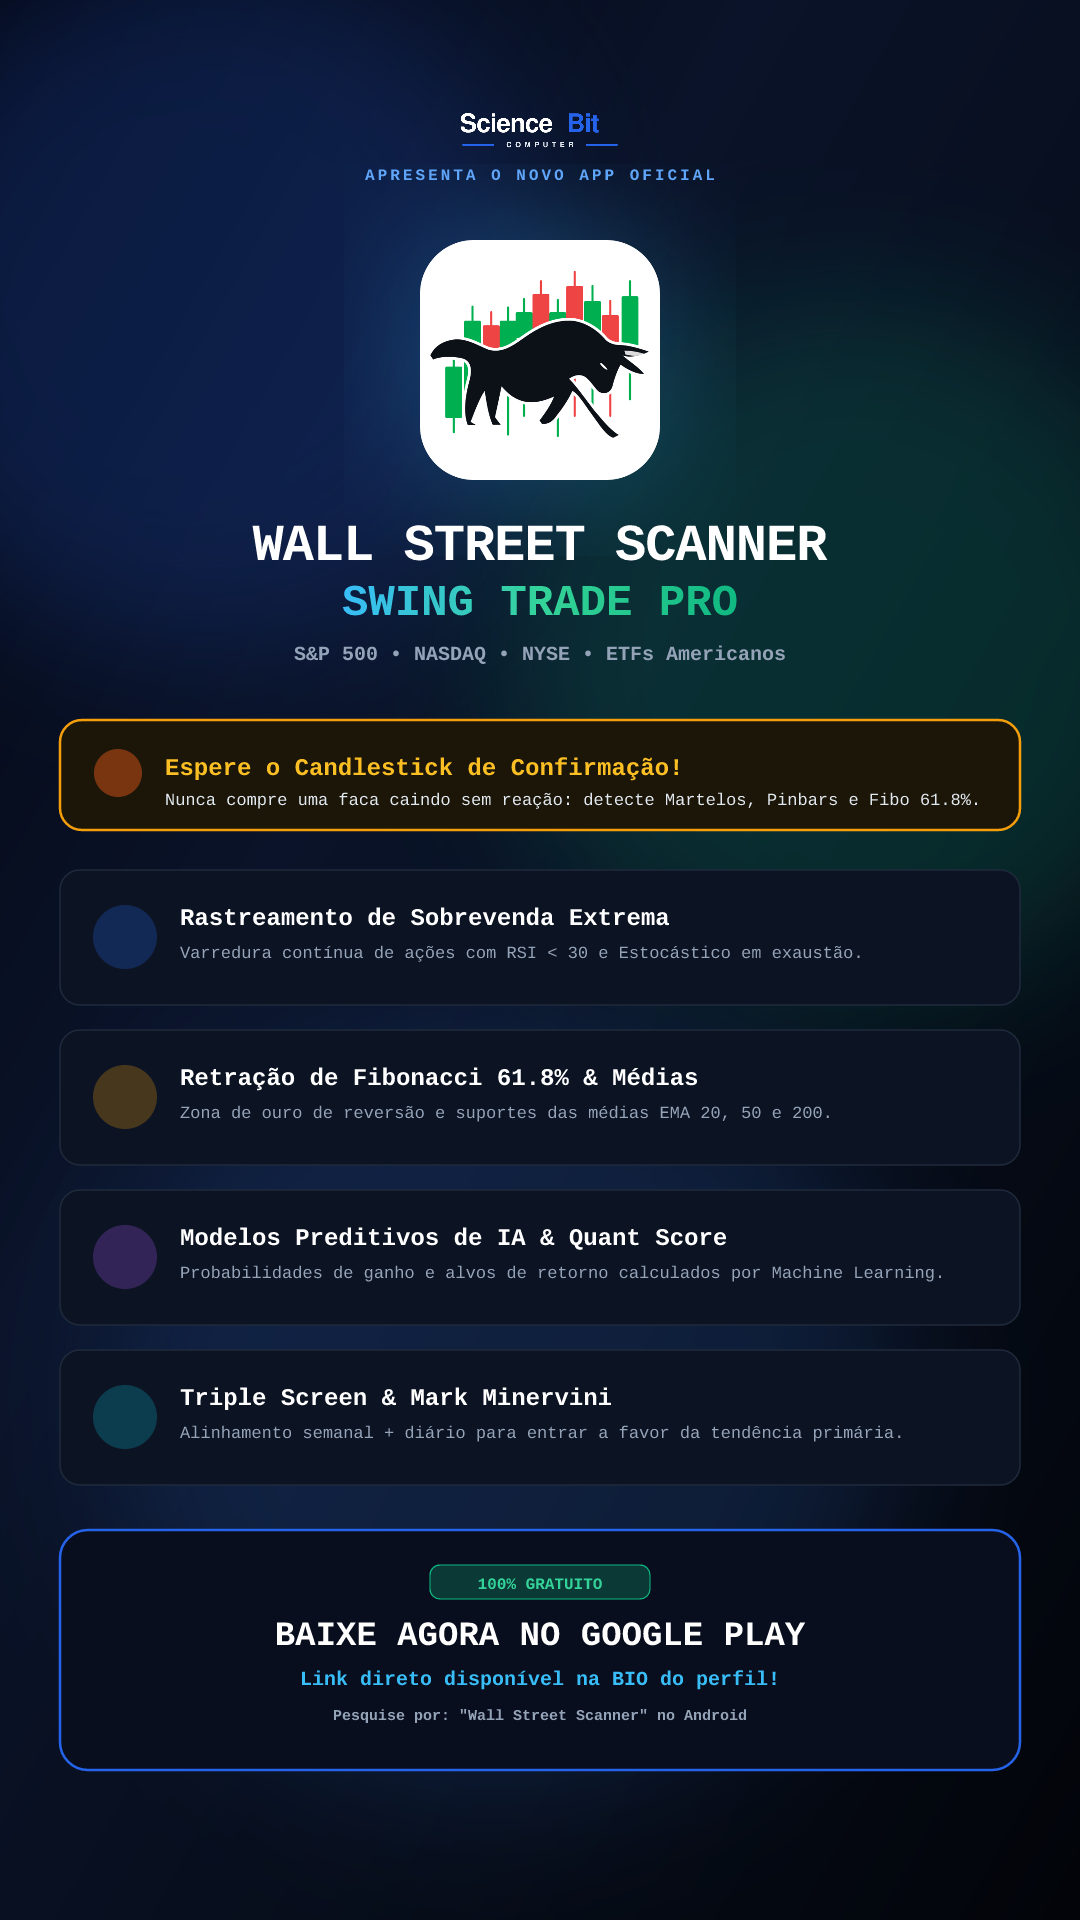 Science Bit
COMPUTER
APRESENTA O NOVO APP OFICIAL
WALL STREET SCANNER
SWING TRADE PRO
S&P 500 • NASDAQ • NYSE • ETFs Americanos
Espere o Candlestick de Confirmação!
Nunca compre uma faca caindo sem reação: detecte Martelos, Pinbars e Fibo 61.8%.
Rastreamento de Sobrevenda Extrema
Varredura contínua de ações com RSI < 30 e Estocástico em exaustão.
Retração de Fibonacci 61.8% & Médias
Zona de ouro de reversão e suportes das médias EMA 20, 50 e 200.
Modelos Preditivos de IA & Quant Score
Probabilidades de ganho e alvos de retorno calculados por Machine Learning.
Triple Screen & Mark Minervini
Alinhamento semanal + diário para entrar a favor da tendência primária.
100% GRATUITO
BAIXE AGORA NO GOOGLE PLAY
Link direto disponível na BIO do perfil!
Pesquise por: "Wall Street Scanner" no Android